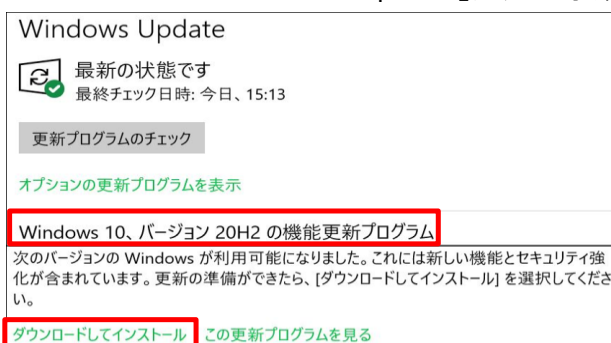 Windows Update
最新の状態です
最終チェック日時: 今日、15:13
更新プログラムのチェック
オプションの更新プログラムを表示
Windows 10、バージョン 20H2 の機能更新プログラム
次のバージョンの Windows が利用可能になりました。これには新しい機能とセキュリティ強
化が含まれています。更新の準備ができたら、[ダウンロードしてインストール] を選択してくださ
い。
ダウンロードしてインストール この更新プログラムを見る